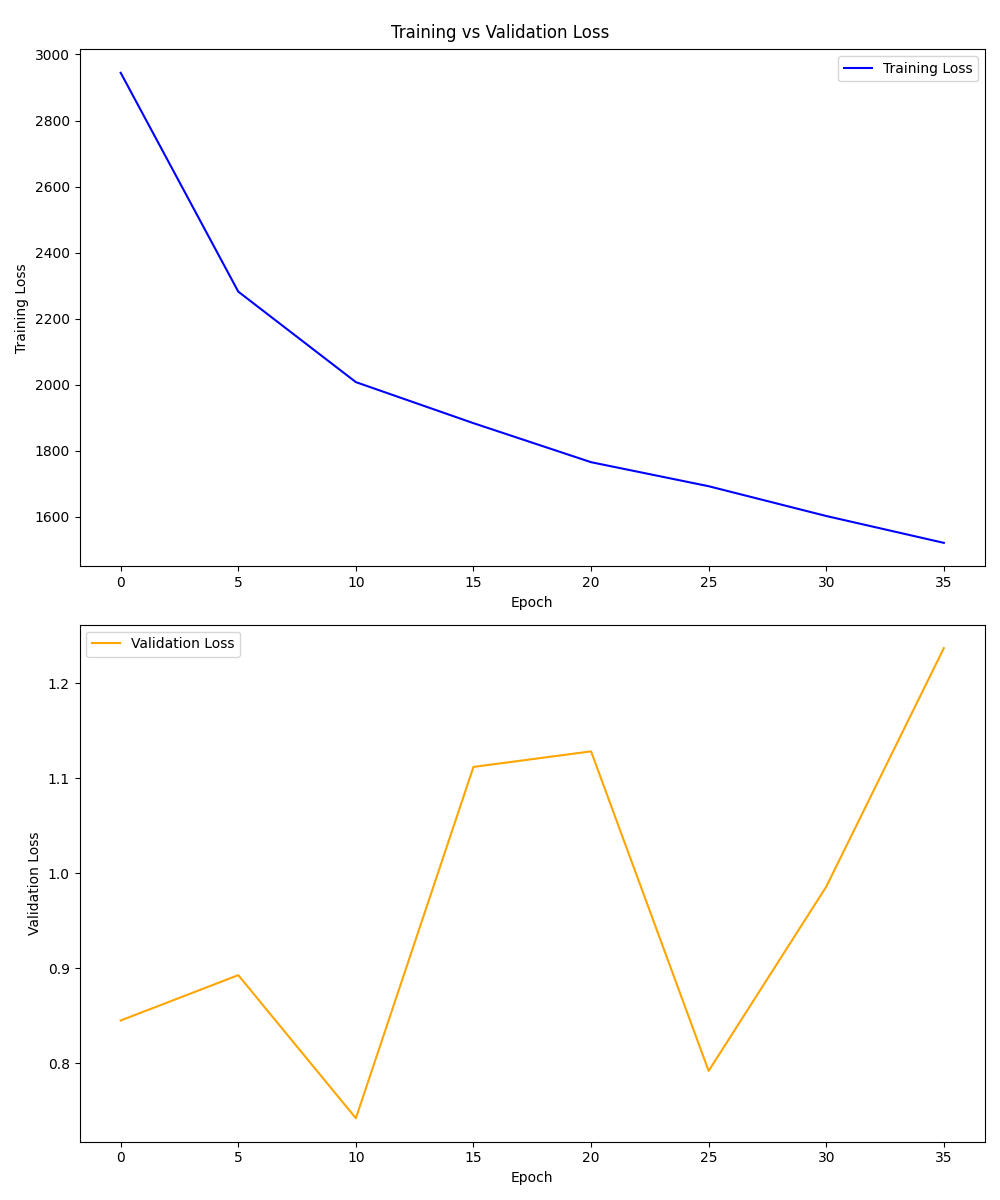 Training vs Validation Loss
Training Loss
3000
2800
2600
2400
2200
2000
1800
1600
Training Loss
0 5 10 15 20 25 30 35
Epoch
Validation Loss
1.2
1.1
1.0
0.9
0.8
Validation Loss
0 5 10 15 20 25 30 35
Epoch